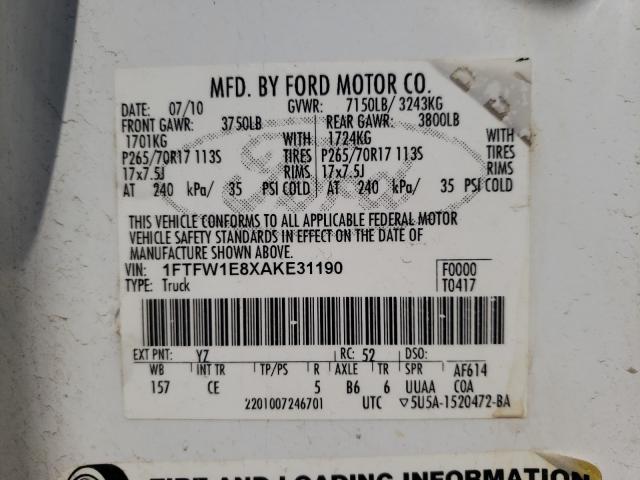 MFD. BY FORD MOTOR CO.
DATE: 07/10 GVWR: 7150LB/ 3243KG
FRONT GAWR: 3750LB REAR GAWR: 3800LB
1701KG WITH 1724KG WITH
P265/70R17 113S TIRES P265/70R17 113S TIRES
17x7.5J RIMS 17x7.5J RIMS
AT 240 kPa/ 35 PSI COLD AT 240 kPa/ 35 PSI COLD
THIS VEHICLE CONFORMS TO ALL APPLICABLE FEDERAL MOTOR
VEHICLE SAFETY STANDARDS IN EFFECT ON THE DATE OF
MANUFACTURE SHOWN ABOVE.
VIN: 1FTFW1E8XAKE31190 F0000
TYPE: Truck T0417
EXT PNT: YZ RC: 52 DSO:
WB INT TR TP/PS R AXLE TR SPR AF614
157 CE 5 B6 6 UUAA COA
2201007246701 UTC ▽5U5A-1520472-BA
TIRE AND LOADING INFORMATION